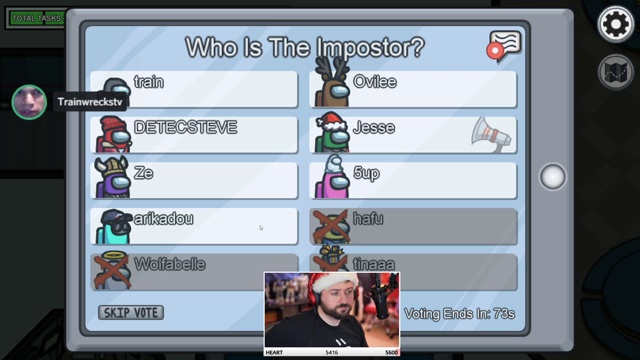 TOTAL TASKS
Who Is The Impostor?
train
Ovilee
Trainwreckstv
DETECSTEVE
Jesse
Ze
5up
arikadou
hafu
Wolfabelle
tinaaa
SKIP VOTE
Voting Ends In: 73s
HEART 5416 5600